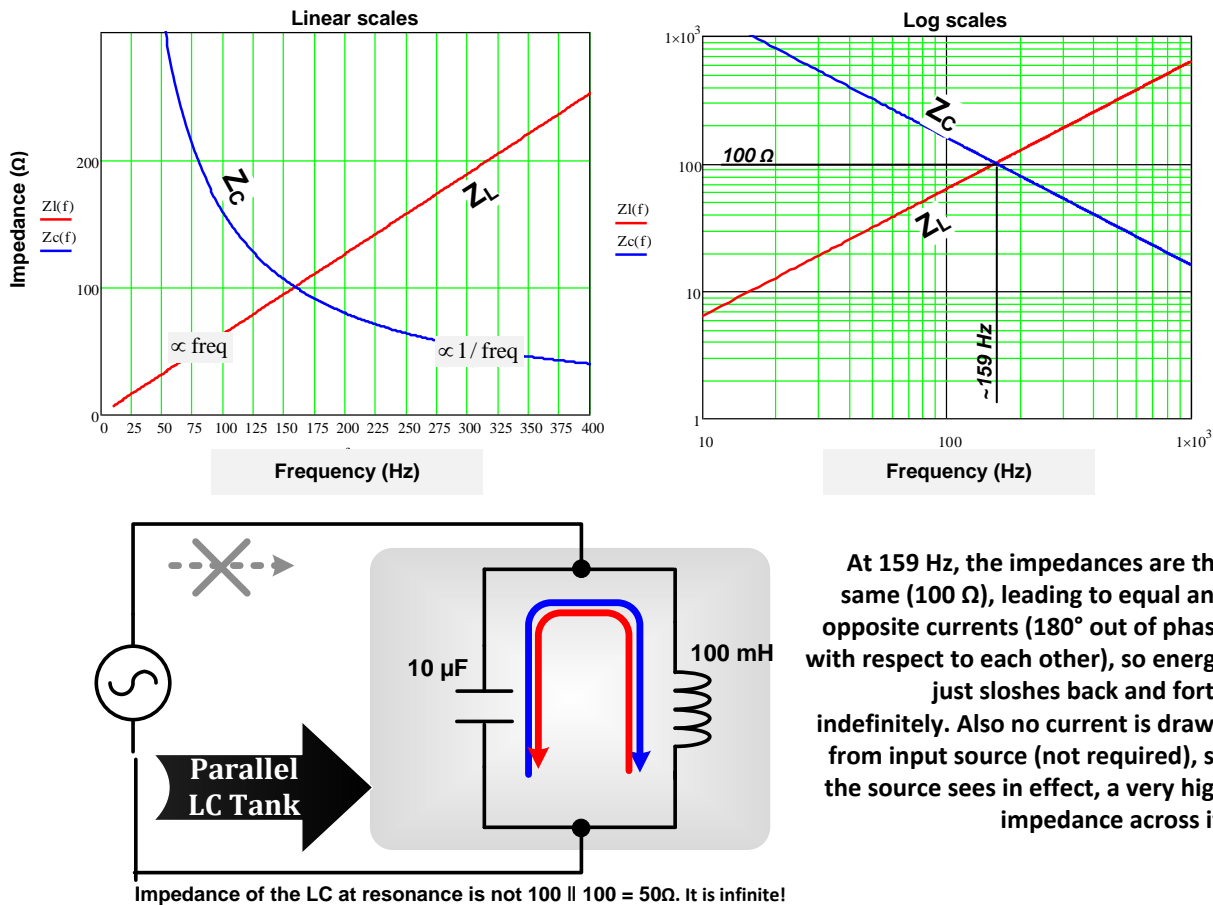 Linear scales
Impedance (Ω)
200
100
0
Zl(f)
Zc(f)
Z_C
Z_L
∝ freq
∝ 1/ freq
0 25 50 75 100 125 150 175 200 225 250 275 300 325 350 375 400
Frequency (Hz)
Log scales
1×10³
100
10
1
Zl(f)
Zc(f)
Z_C
100 Ω
Z_L
~159 Hz
10 100 1×10³
Frequency (Hz)
10 µF
100 mH
Parallel
LC Tank
At 159 Hz, the impedances are th
same (100 Ω), leading to equal an
opposite currents (180° out of phas
with respect to each other), so energ
just sloshes back and fort
indefinitely. Also no current is draw
from input source (not required), s
the source sees in effect, a very hig
impedance across i
Impedance of the LC at resonance is not 100 || 100 = 50Ω. It is infinite!